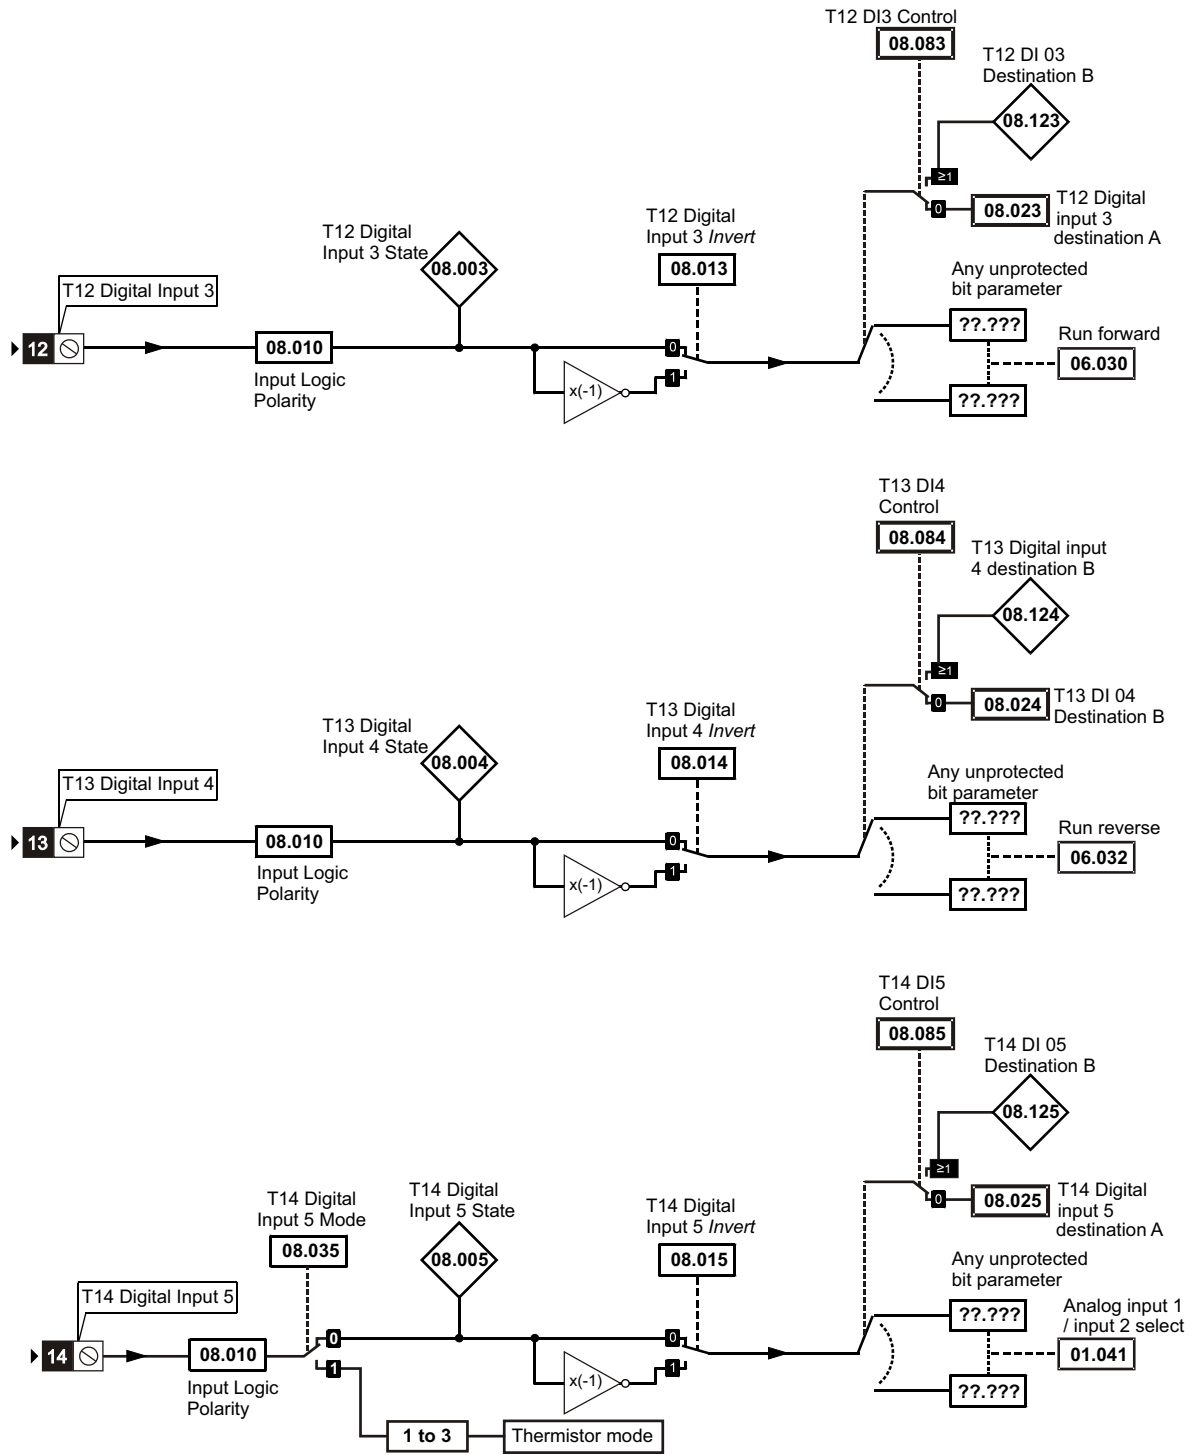 T12 DI3 Control
08.083
T12 DI 03
Destination B
08.123
≥1
0
08.023
T12 Digital
input 3
destination A
T12 Digital
Input 3 State
08.003
T12 Digital
Input 3 Invert
08.013
T12 Digital Input 3
12
08.010
Input Logic
Polarity
x(-1)
0
1
Any unprotected
bit parameter
??.???
Run forward
06.030
??.???
T13 DI4
Control
08.084
T13 Digital input
4 destination B
08.124
≥1
0
08.024
T13 DI 04
Destination B
T13 Digital
Input 4 State
08.004
T13 Digital
Input 4 Invert
08.014
T13 Digital Input 4
13
08.010
Input Logic
Polarity
x(-1)
0
1
Any unprotected
bit parameter
??.???
Run reverse
06.032
??.???
T14 DI5
Control
08.085
T14 DI 05
Destination B
08.125
≥1
0
08.025
T14 Digital
input 5
destination A
T14 Digital
Input 5 Mode
08.035
T14 Digital
Input 5 State
08.005
T14 Digital
Input 5 Invert
08.015
T14 Digital Input 5
14
08.010
Input Logic
Polarity
0
1
x(-1)
0
1
Any unprotected
bit parameter
??.???
Analog input 1
/ input 2 select
01.041
??.???
1 to 3
Thermistor mode